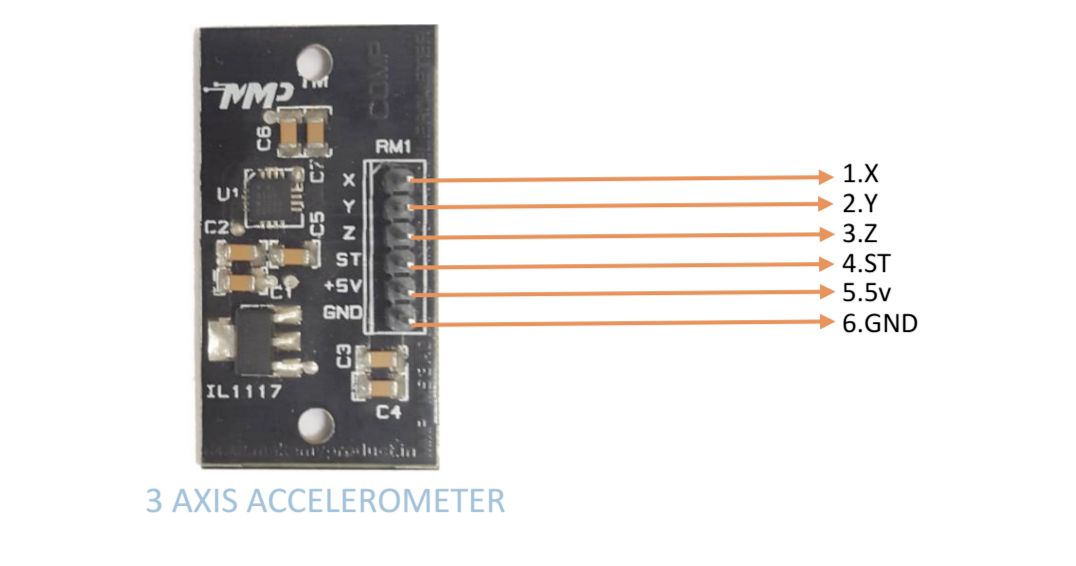 MMP
TM
COMP
C6
RM1
C7
X
1.X
U1
Y
2.Y
C2
C5
Z
3.Z
ST
4.ST
C1
+5V
5.5v
GND
6.GND
C3
IL1117
C4
3 AXIS ACCELEROMETER